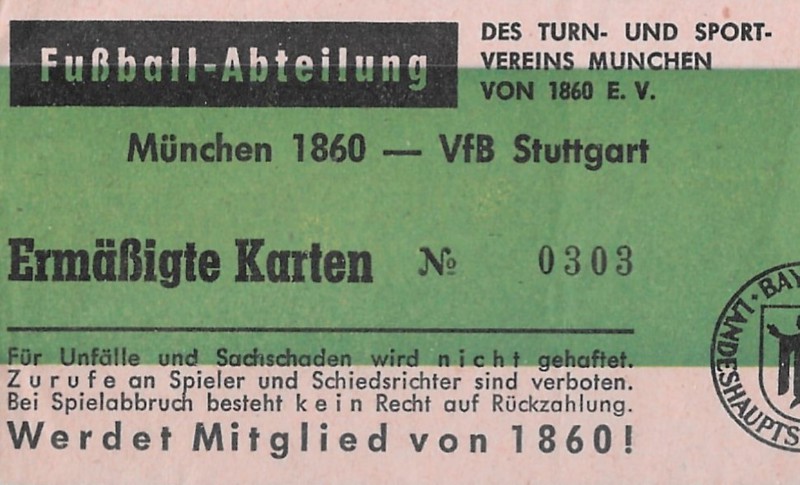 Fußball-Abteilung
DES TURN- UND SPORT-
VEREINS MUNCHEN
VON 1860 E. V.
München 1860 — VfB Stuttgart
Ermäßigte Karten № 0303
Für Unfälle und Sachschaden wird nicht gehaftet.
Zurufe an Spieler und Schiedsrichter sind verboten.
Bei Spielabbruch besteht kein Recht auf Rückzahlung.
Werdet Mitglied von 1860!